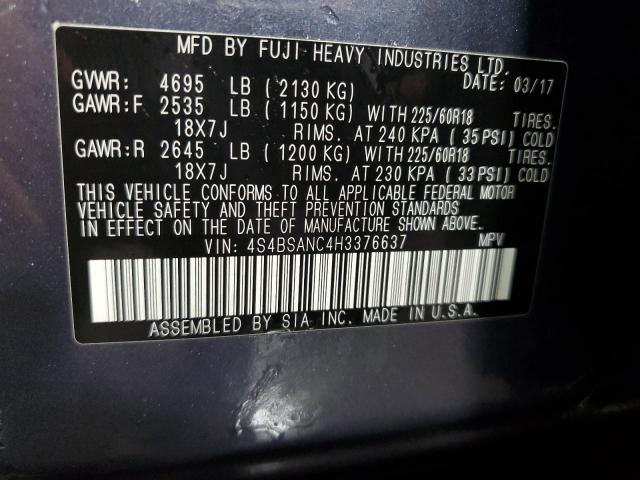 MFD BY FUJI HEAVY INDUSTRIES LTD.
GVWR: 4695 LB ( 2130 KG) DATE: 03/17
GAWR:F 2535 LB ( 1150 KG) WITH 225/60R18 TIRES.
18X7J RIMS. AT 240 KPA ( 35 PSI) COLD
GAWR:R 2645 LB ( 1200 KG) WITH 225/60R18 TIRES.
18X7J RIMS. AT 230 KPA ( 33 PSI) COLD
THIS VEHICLE CONFORMS TO ALL APPLICABLE FEDERAL MOTOR
VEHICLE SAFETY AND THEFT PREVENTION STANDARDS
IN EFFECT ON THE DATE OF MANUFACTURE SHOWN ABOVE.
VIN: 4S4BSANC4H3376637 MPV
ASSEMBLED BY SIA INC. MADE IN U.S.A.